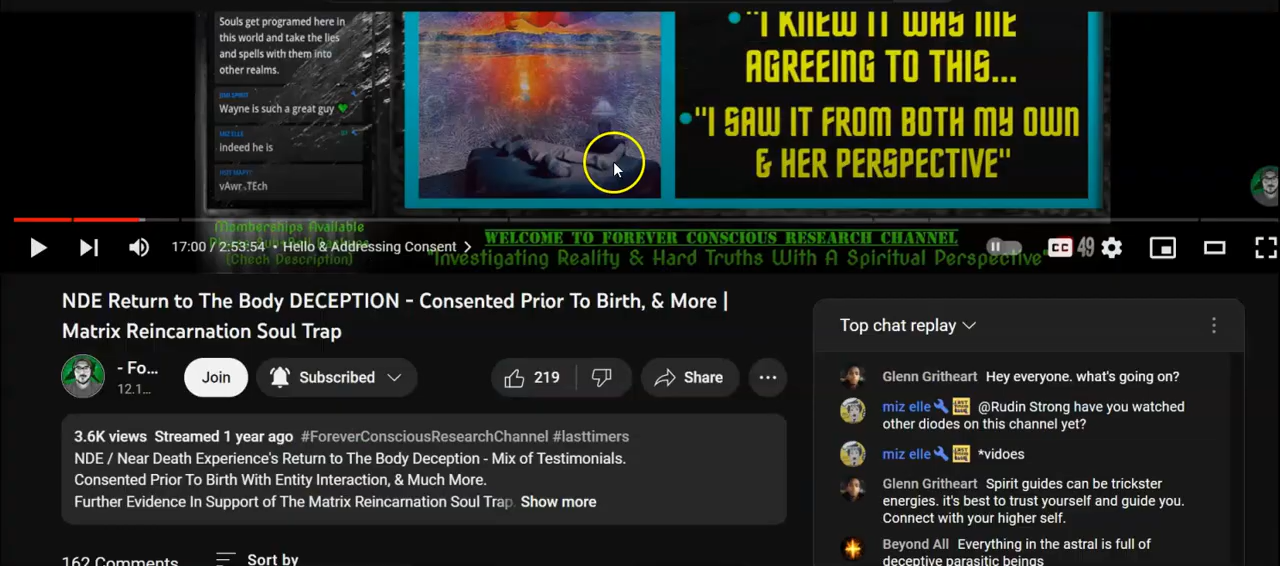 Souls get programed here in
this world and take the lies
and spells with them into
other realms.
Wayne is such a great guy 💚
MIZ ELLE
indeed he is
vAwr.TEch
"I KNEW IT WAS ME
AGREEING TO THIS...
"I SAW IT FROM BOTH MY OWN
& HER PERSPECTIVE"
Memberships Available
(Check Description)
WELCOME TO FOREVER CONSCIOUS RESEARCH CHANNEL
"Investigating Reality & Hard Truths With A Spiritual Perspective"
17:00 / 2:53:54 • Hello & Addressing Consent >
CC
49
NDE Return to The Body DECEPTION - Consented Prior To Birth, & More |
Matrix Reincarnation Soul Trap
- Fo...
12.1...
Join
Subscribed
219
Share
3.6K views Streamed 1 year ago #ForeverConsciousResearchChannel #lasttimers
NDE / Near Death Experience's Return to The Body Deception - Mix of Testimonials.
Consented Prior To Birth With Entity Interaction, & Much More.
Further Evidence In Support of The Matrix Reincarnation Soul Trap. Show more
162 Comments
Sort by
Top chat replay
Glenn Gritheart Hey everyone. what's going on?
miz elle @Rudin Strong have you watched
other diodes on this channel yet?
miz elle *vidoes
Glenn Gritheart Spirit guides can be trickster
energies. it's best to trust yourself and guide you.
Connect with your higher self.
Beyond All Everything in the astral is full of
deceptive parasitic beings